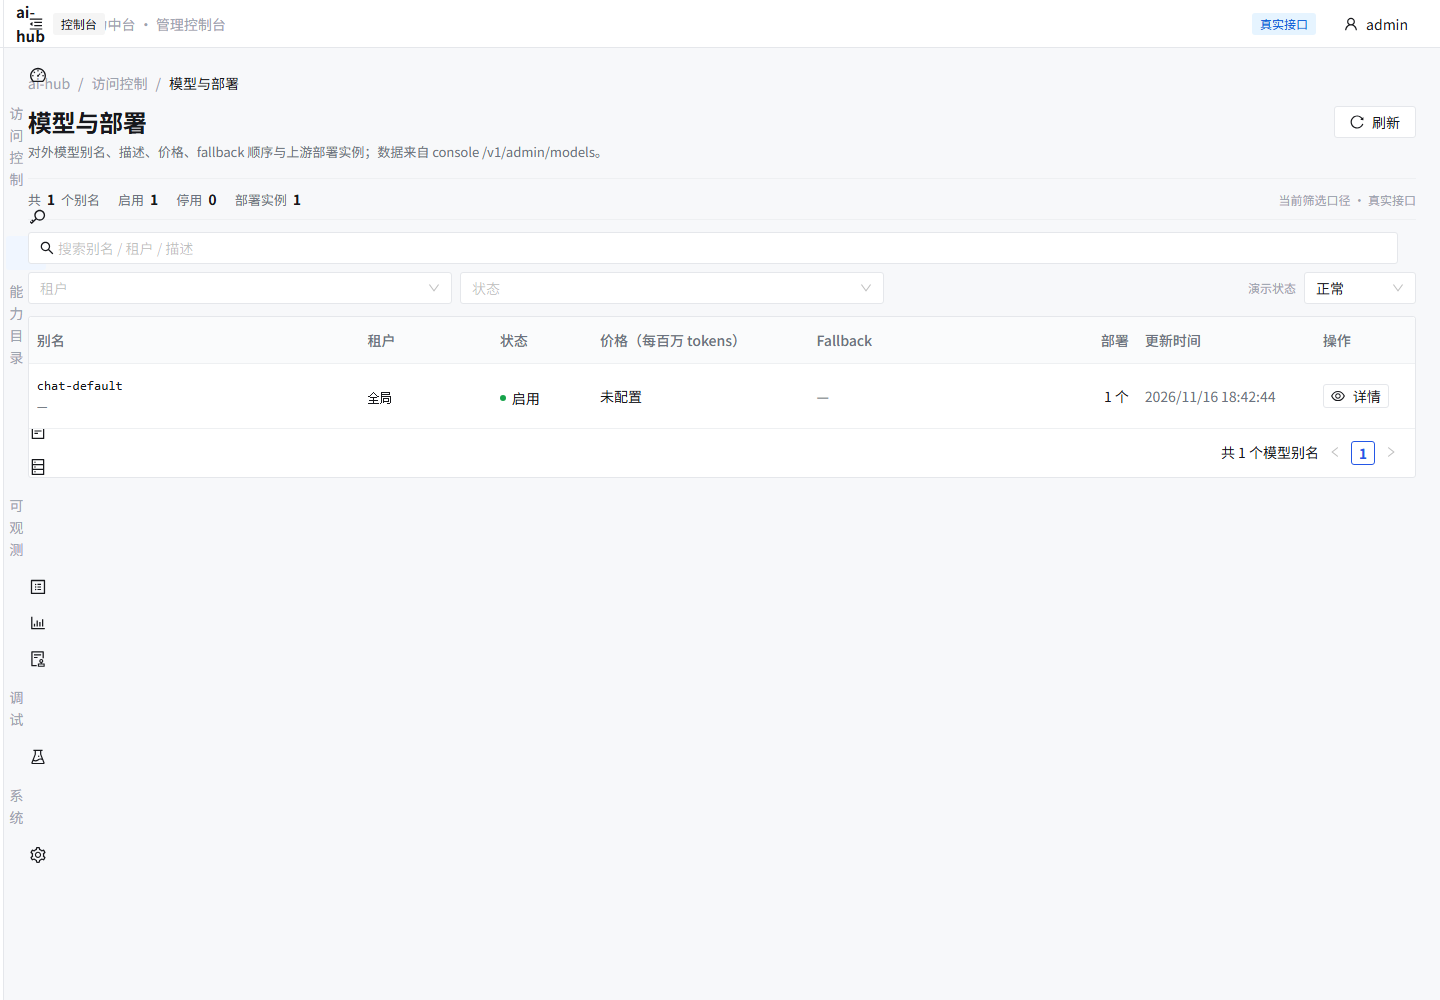 ai-hub
控制台
中台 · 管理控制台
真实接口
admin
ai-hub / 访问控制 / 模型与部署
访问控制
模型与部署
刷新
对外模型别名、描述、价格、fallback 顺序与上游部署实例；数据来自 console /v1/admin/models。
共 1 个别名 启用 1 停用 0 部署实例 1
当前筛选口径 · 真实接口
搜索别名 / 租户 / 描述
能力目录
租户
状态
演示状态
正常
别名 租户 状态 价格（每百万 tokens） Fallback 部署 更新时间 操作
chat-default 全局 启用 未配置 — 1 个 2026/11/16 18:42:44 详情
—
共 1 个模型别名 1
可观测
调试
系统